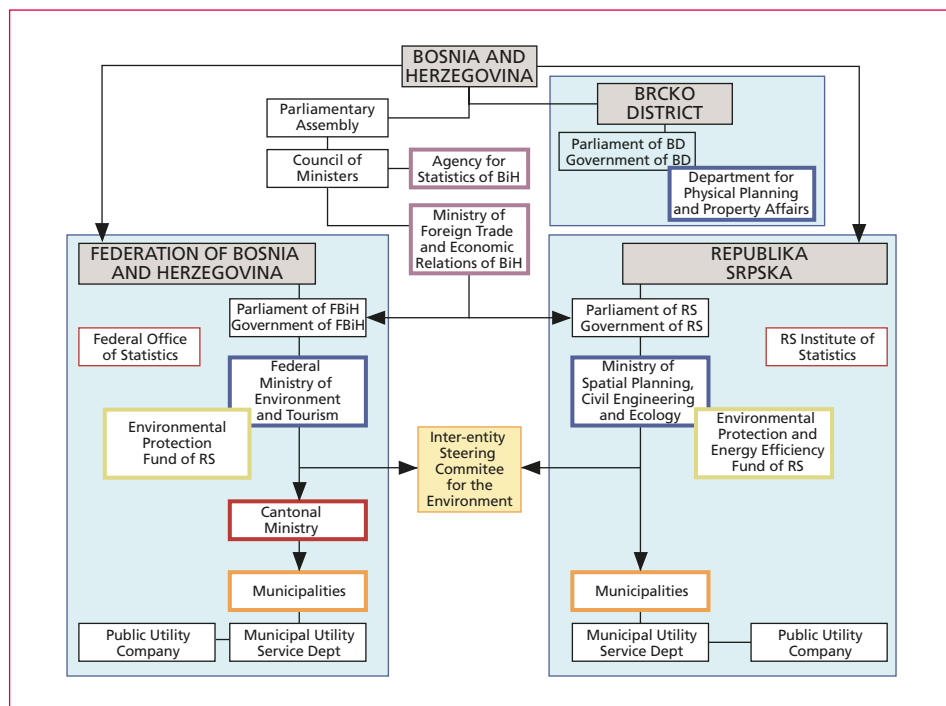 BOSNIA AND
HERZEGOVINA
BRCKO
DISTRICT
Parliamentary
Assembly
Parliament of BD
Government of BD
Council of
Ministers
Agency for
Statistics of BiH
Department for
Physical Planning
and Property Affairs
Ministry of
Foreign Trade
and Economic
Relations of BiH
FEDERATION OF BOSNIA
AND HERZEGOVINA
REPUBLIKA
SRPSKA
Parliament of FBiH
Government of FBiH
Parliament of RS
Government of RS
Federal Office
of Statistics
RS Institute of
Statistics
Federal
Ministry of
Environment
and Tourism
Ministry of
Spatial Planning,
Civil Engineering
and Ecology
Environmental
Protection
Fund of RS
Environmental
Protection and
Energy Efficiency
Fund of RS
Inter-entity
Steering
Commitee
for the
Environment
Cantonal
Ministry
Municipalities
Municipalities
Public Utility
Company
Municipal Utility
Service Dept
Municipal Utility
Service Dept
Public Utility
Company